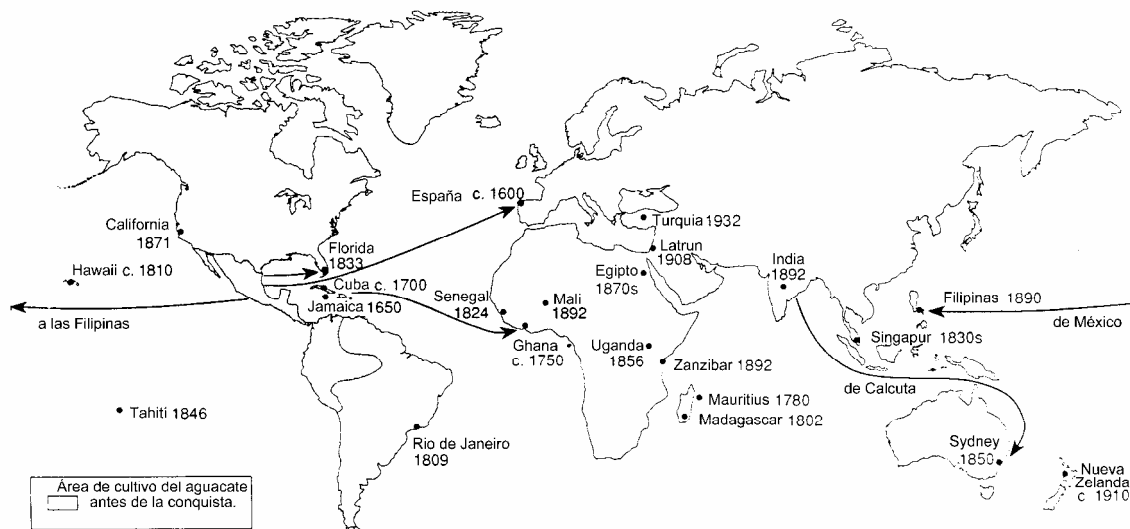 España c. 1600
California
1871
Hawaii c. 1810
a las Filipinas
Florida
1833
Cuba c. 1700
Jamaica 1650
Senegal
1824
Mali
1892
Ghana
c. 1750
Turquia 1932
Latrun
1908
Egipto
1870s
India
1892
Filipinas 1890
de México
Singapur 1830s
Uganda
1856
Zanzibar 1892
de Calcuta
Mauritius 1780
Madagascar 1802
Tahiti 1846
Rio de Janeiro
1809
Sydney
1850
Nueva
Zelanda
c 1910
Área de cultivo del aguacate
antes de la conquista.